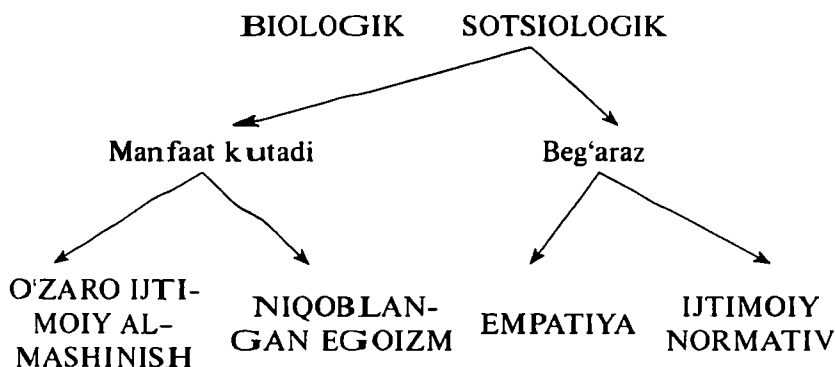 BIOLOGIK SOTSIOLOGIK
Manfaat kutadi Beg‘araz
O‘ZARO IJTI-
MOIY AL-
MASHINISH
NIQOBLAN-
GAN EGOIZM
EMPATIYA
IJTIMOIY
NORMATIV